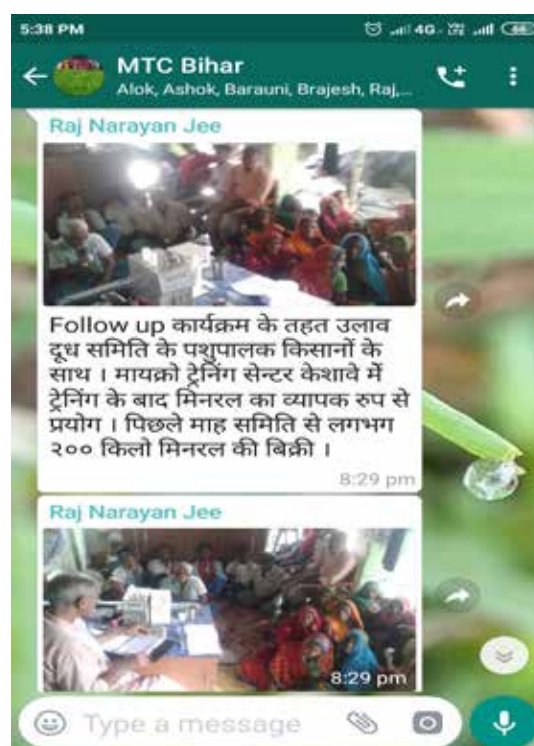 5:38 PM
4G
66
MTC Bihar
Alok, Ashok, Barauni, Brajesh, Raj,...
Raj Narayan Jee
Follow up कार्यक्रम के तहत उलाव
दूध समिति के पशुपालक किसानों के
साथ । मायक्रो ट्रेनिंग सेन्टर केशावे में
ट्रेनिंग के बाद मिनरल का व्यापक रुप से
प्रयोग । पिछले माह समिति से लगभग
२०० किलो मिनरल की बिक्री ।
8:29 pm
Raj Narayan Jee
8:29 pm
Type a message